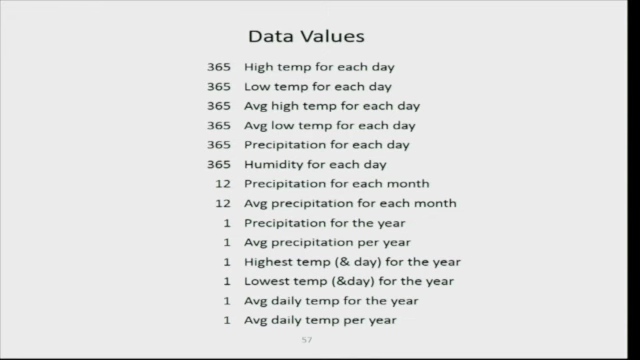 Data Values
365 High temp for each day
365 Low temp for each day
365 Avg high temp for each day
365 Avg low temp for each day
365 Precipitation for each day
365 Humidity for each day
12 Precipitation for each month
12 Avg precipitation for each month
1 Precipitation for the year
1 Avg precipitation per year
1 Highest temp (& day) for the year
1 Lowest temp (&day) for the year
1 Avg daily temp for the year
1 Avg daily temp per year
57